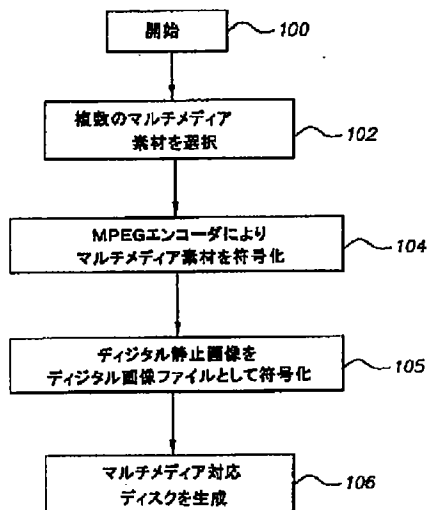 開始
100
複数のマルチメディア
素材を選択
102
MPEGエンコーダにより
マルチメディア素材を符号化
104
ディジタル静止画像を
ディジタル画像ファイルとして符号化
105
マルチメディア対応
ディスクを生成
106